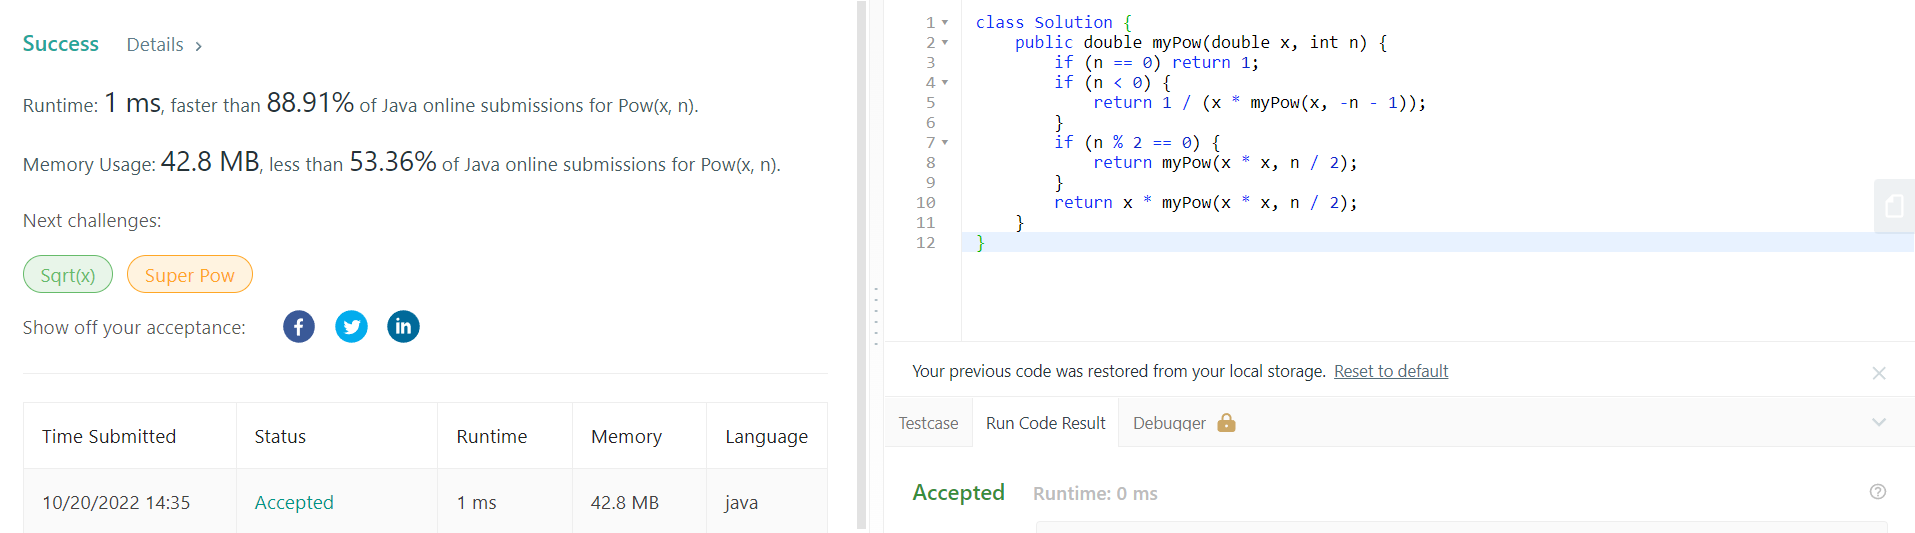 Success Details >
Runtime: 1 ms, faster than 88.91% of Java online submissions for Pow(x, n).
Memory Usage: 42.8 MB, less than 53.36% of Java online submissions for Pow(x, n).
Next challenges:
Sqrt(x) Super Pow
Show off your acceptance:
Time Submitted Status Runtime Memory Language
10/20/2022 14:35 Accepted 1 ms 42.8 MB java
1 class Solution {
2     public double myPow(double x, int n) {
3         if (n == 0) return 1;
4         if (n < 0) {
5             return 1 / (x * myPow(x, -n - 1));
6         }
7         if (n % 2 == 0) {
8             return myPow(x * x, n / 2);
9         }
10         return x * myPow(x * x, n / 2);
11     }
12 }
Your previous code was restored from your local storage. Reset to default
Testcase Run Code Result Debugger
Accepted Runtime: 0 ms